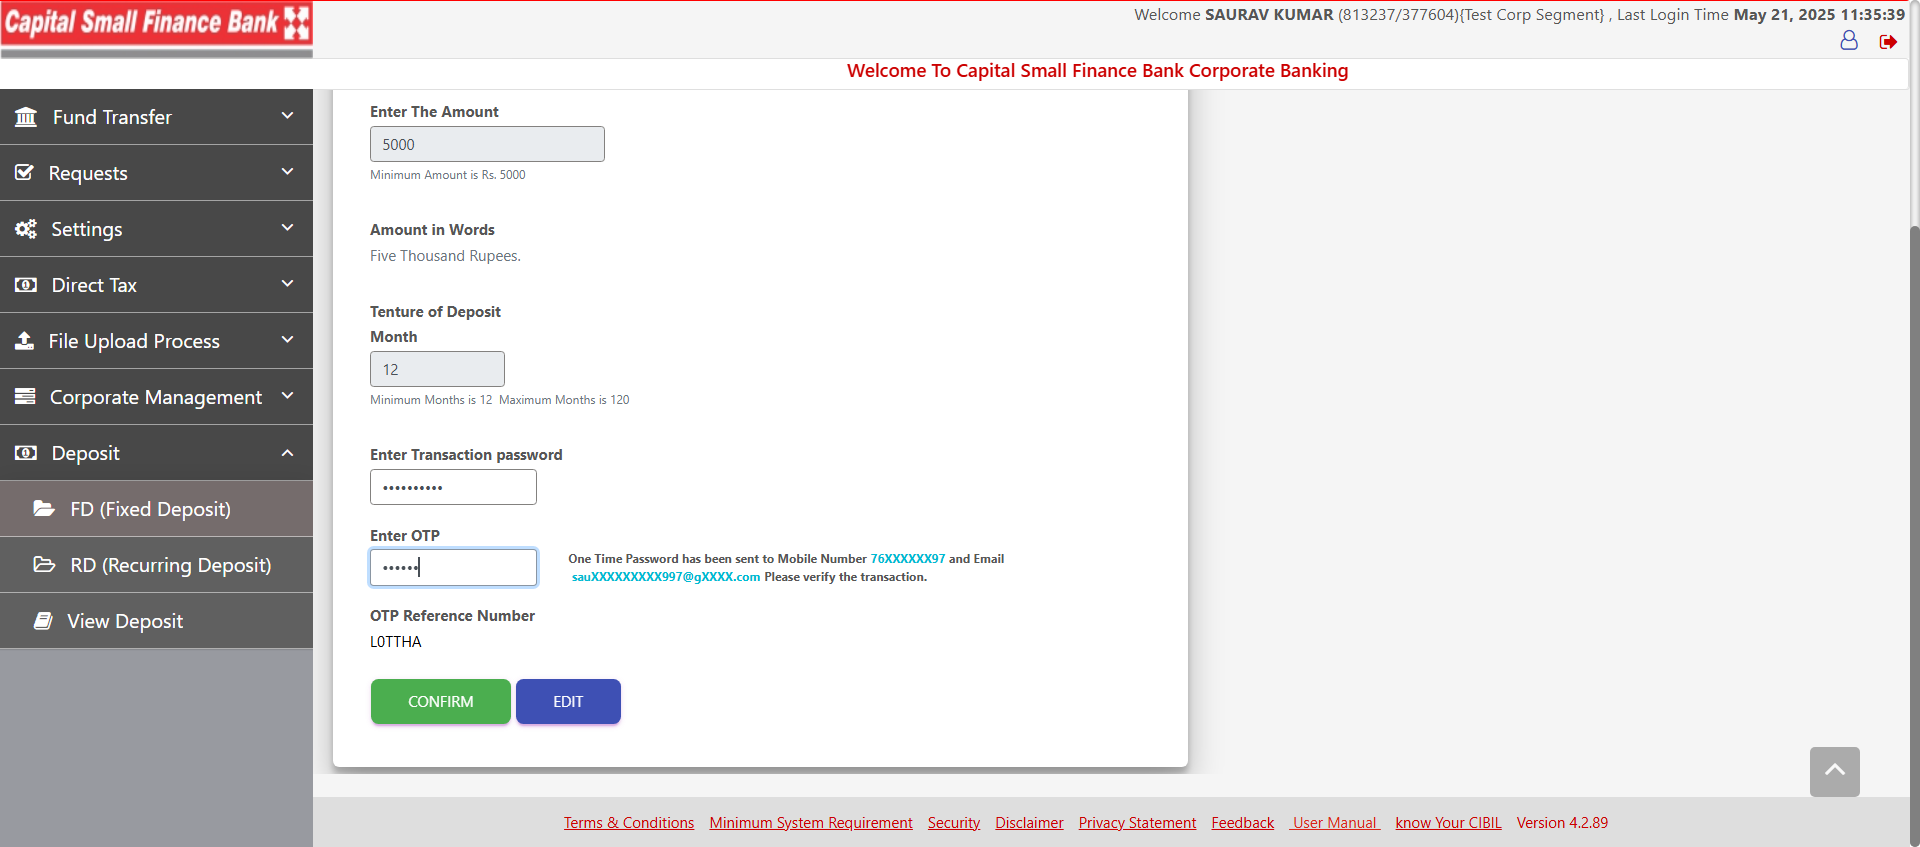 Capital Small Finance Bank
Welcome SAURAV KUMAR (813237/377604){Test Corp Segment} , Last Login Time May 21, 2025 11:35:39
Welcome To Capital Small Finance Bank Corporate Banking
Fund Transfer
Requests
Settings
Direct Tax
File Upload Process
Corporate Management
Deposit
FD (Fixed Deposit)
RD (Recurring Deposit)
View Deposit
Enter The Amount
5000
Minimum Amount is Rs. 5000
Amount in Words
Five Thousand Rupees.
Tenture of Deposit
Month
12
Minimum Months is 12 Maximum Months is 120
Enter Transaction password
••••••••••
Enter OTP
••••••
One Time Password has been sent to Mobile Number 76XXXXXX97 and Email
sauXXXXXXXXX997@gXXXX.com Please verify the transaction.
OTP Reference Number
L0TTHA
CONFIRM EDIT
Terms & Conditions Minimum System Requirement Security Disclaimer Privacy Statement Feedback User Manual know Your CIBIL Version 4.2.89